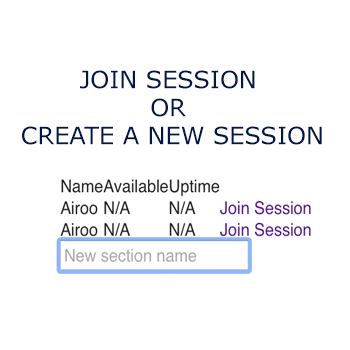 JOIN SESSION
OR
CREATE A NEW SESSION
NameAvailableUptime
Airoo N/A N/A Join Session
Airoo N/A N/A Join Session
New section name